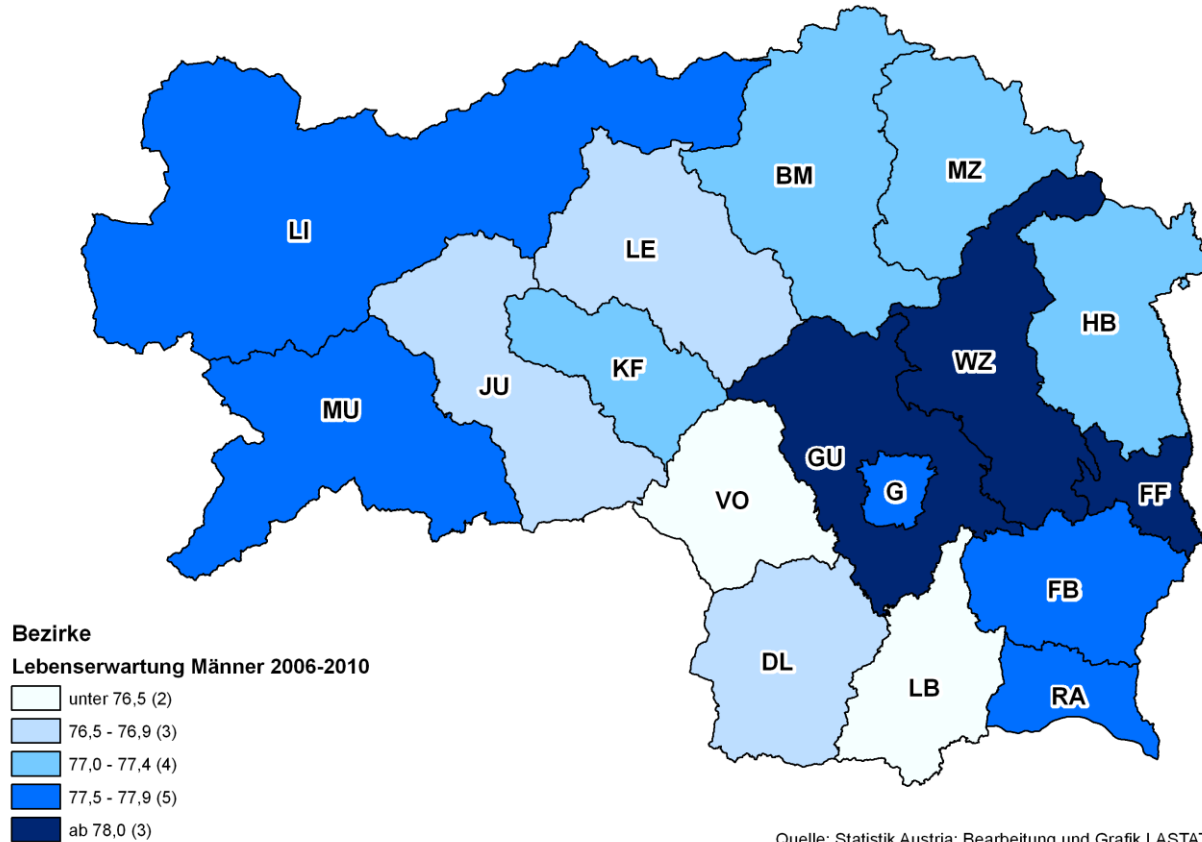 BM
MZ
LI
LE
HB
WZ
KF
JU
MU
GU
G
FF
VO
FB
DL
LB
RA
Bezirke
Lebenserwartung Männer 2006-2010
unter 76,5 (2)
76,5 - 76,9 (3)
77,0 - 77,4 (4)
77,5 - 77,9 (5)
ab 78,0 (3)
Quelle: Statistik Austria; Bearbeitung und Grafik LASTAT